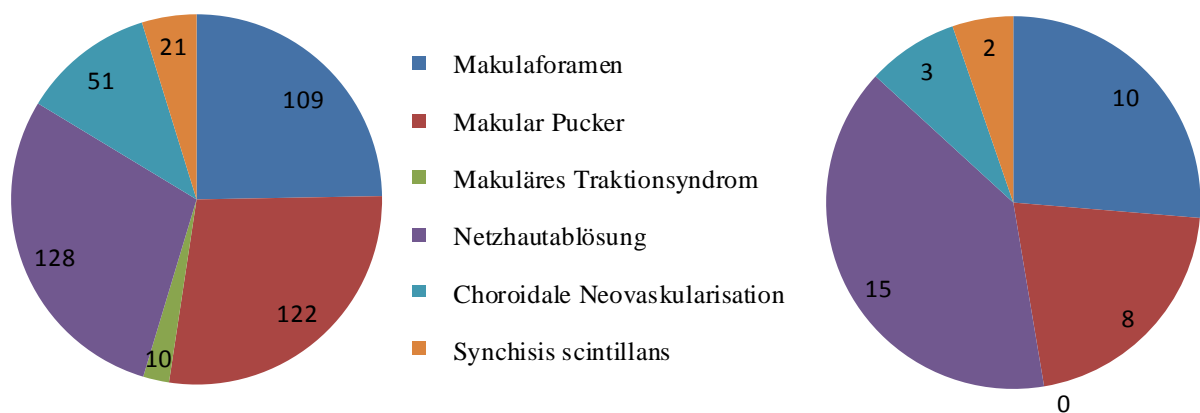 109
122
10
128
51
21
Makulaforamen
Makular Pucker
Makuläres Traktionsyndrom
Netzhautablösung
Choroidale Neovaskularisation
Synchisis scintillans
10
8
0
15
3
2